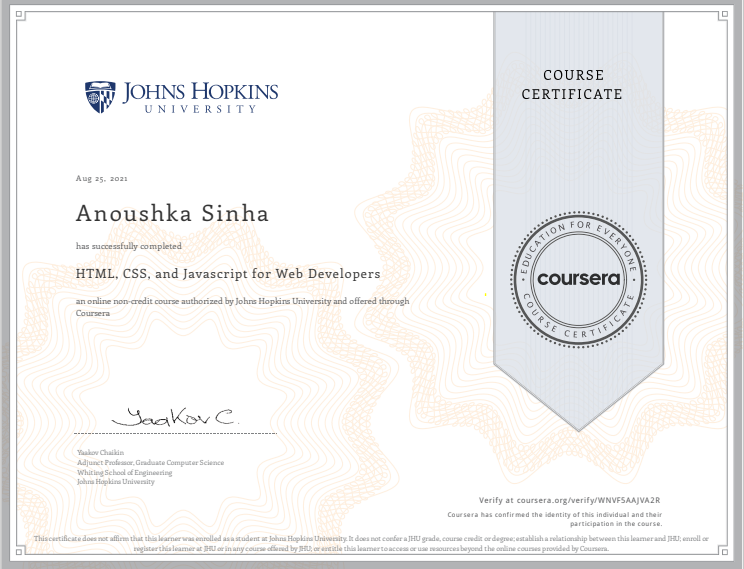 JOHNS HOPKINS
UNIVERSITY
COURSE
CERTIFICATE
Aug 25, 2021
Anoushka Sinha
has successfully completed
HTML, CSS, and Javascript for Web Developers
an online non-credit course authorized by Johns Hopkins University and offered through
Coursera
EDUCATION FOR EVERYONE
coursera
COURSE CERTIFICATE
Yaakov C.
Yaakov Chaikin
Adjunct Professor, Graduate Computer Science
Whiting School of Engineering
Johns Hopkins University
Verify at coursera.org/verify/WNVF5AAJVA2R
Coursera has confirmed the identity of this individual and their
participation in the course.
This certificate does not affirm that this learner was enrolled as a student at Johns Hopkins University. It does not confer a JHU grade, course credit or degree; establish a relationship between this learner and JHU; enroll or
register this learner at JHU or in any course offered by JHU; or entitle this learner to access or use resources beyond the online courses provided by Coursera.